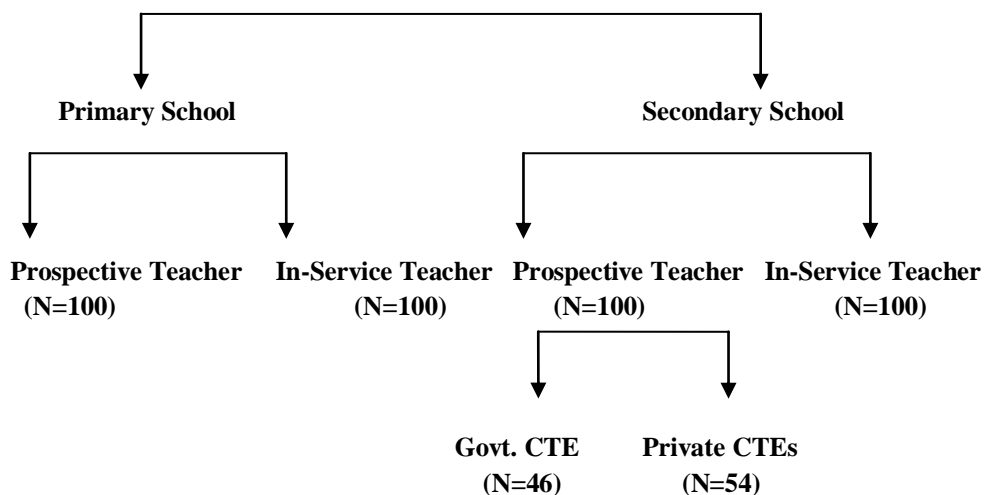 Primary School Secondary School
Prospective Teacher In-Service Teacher Prospective Teacher In-Service Teacher
(N=100) (N=100) (N=100) (N=100)
Govt. CTE Private CTEs
(N=46) (N=54)